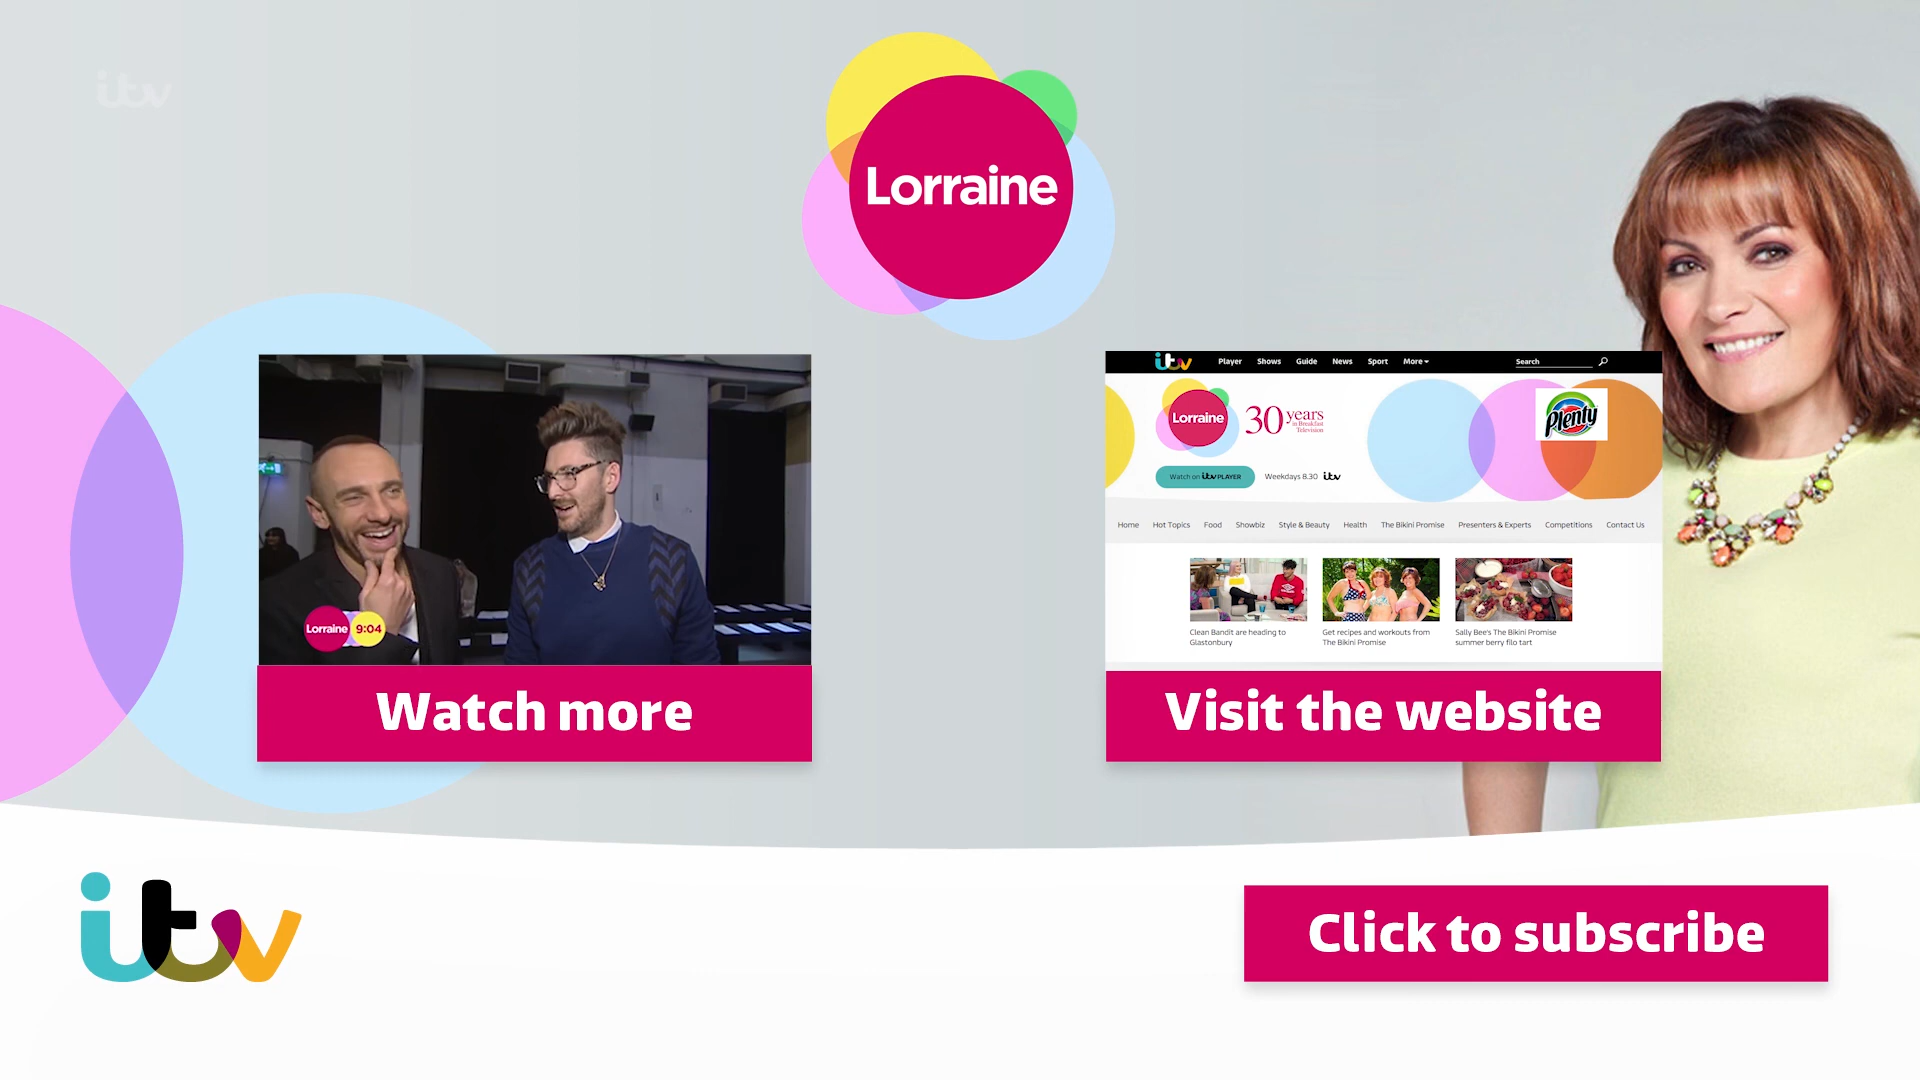 itv
Lorraine
Lorraine 9:04
Watch more
itv Player Shows Guide News Sport More Search
Lorraine
30 years
in Breakfast
Television
Plenty
Watch on itv PLAYER Weekdays 8.30 itv
Home Hot Topics Food Showbiz Style & Beauty Health The Bikini Promise Presenters & Experts Competitions Contact Us
Clean Bandit are heading to
Glastonbury
Get recipes and workouts from
The Bikini Promise
Sally Bee's The Bikini Promise
summer berry filo tart
Visit the website
itv
Click to subscribe